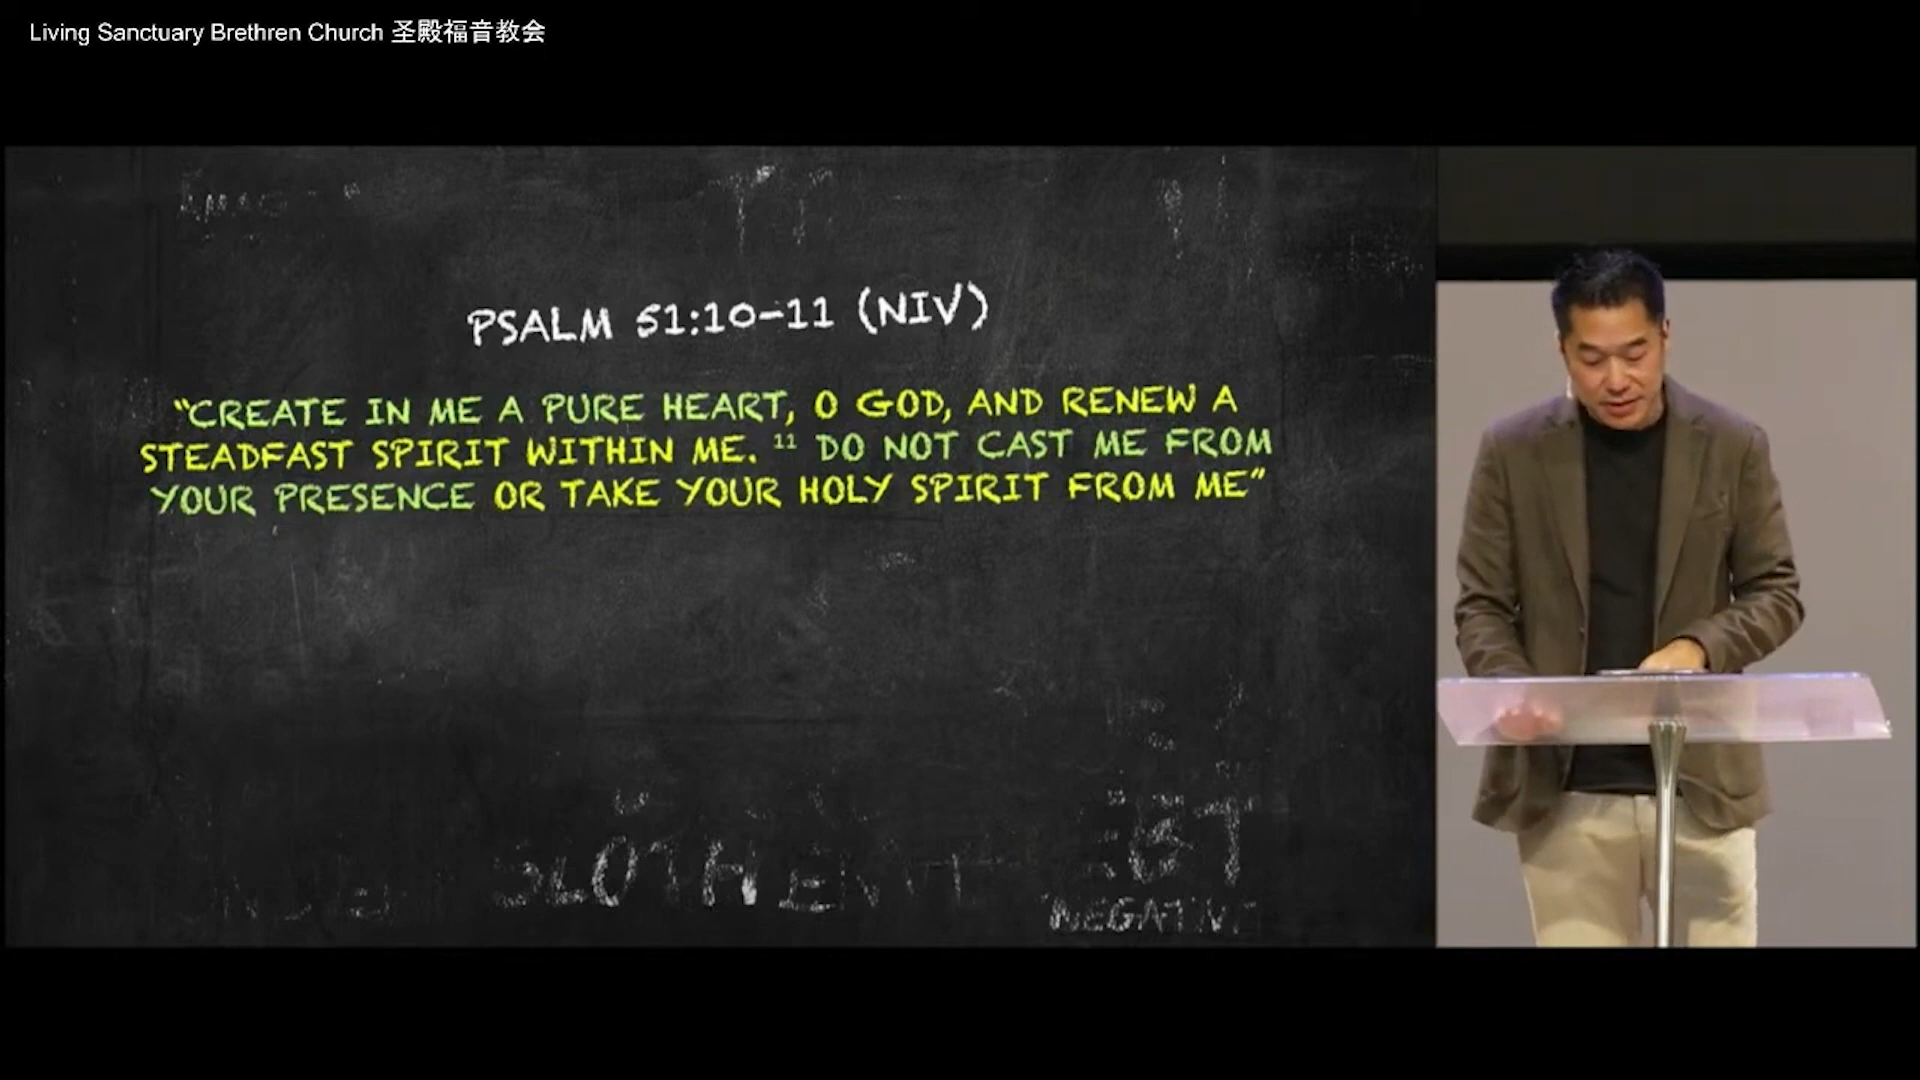 Living Sanctuary Brethren Church 圣殿福音教会
PSALM 51:10-11 (NIV)
“CREATE IN ME A PURE HEART, O GOD, AND RENEW A
STEADFAST SPIRIT WITHIN ME. 11 DO NOT CAST ME FROM
YOUR PRESENCE OR TAKE YOUR HOLY SPIRIT FROM ME”